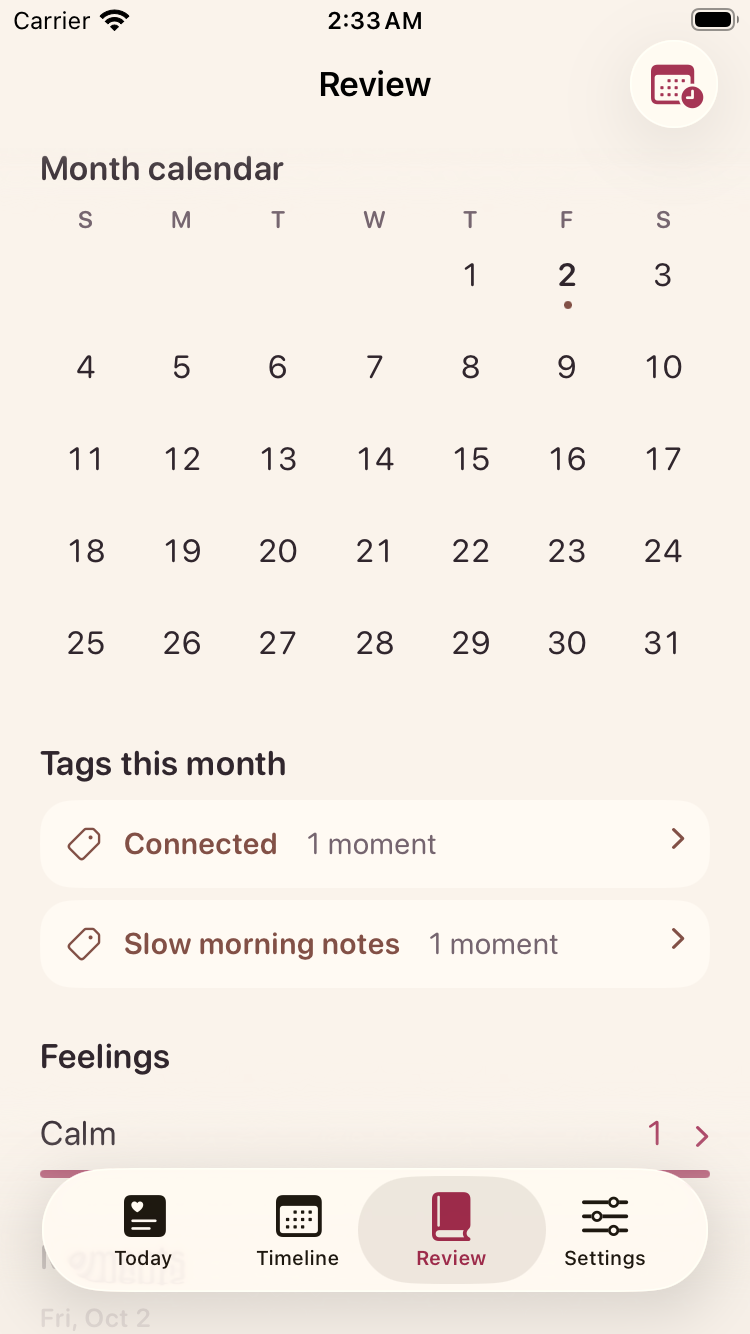 Carrier 2:33 AM
Review
Month calendar
S M T W T F S
1 2 3
4 5 6 7 8 9 10
11 12 13 14 15 16 17
18 19 20 21 22 23 24
25 26 27 28 29 30 31
Tags this month
Connected 1 moment
Slow morning notes 1 moment
Feelings
Calm 1
Today Timeline Review Settings
Fri, Oct 2